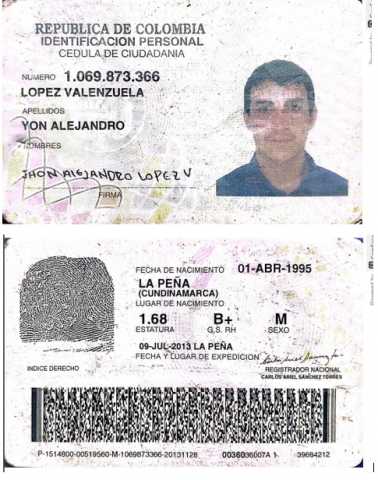 REPUBLICA DE COLOMBIA
IDENTIFICACION PERSONAL
CEDULA DE CIUDADANIA
NUMERO 1.069.873.366
LOPEZ VALENZUELA
APELLIDOS
YON ALEJANDRO
NOMBRES
JHON ALEJANDRO LOPEZ V
FIRMA
FECHA DE NACIMIENTO 01-ABR-1995
LA PEÑA
(CUNDINAMARCA)
LUGAR DE NACIMIENTO
1.68 B+ M
ESTATURA G.S. RH SEXO
09-JUL-2013 LA PEÑA
FECHA Y LUGAR DE EXPEDICION
INDICE DERECHO
REGISTRADOR NACIONAL
CARLOS ARIEL SÁNCHEZ TORRES
P-1514800-00519560-M-1069873366-20131128 0036036007A 1 39684212